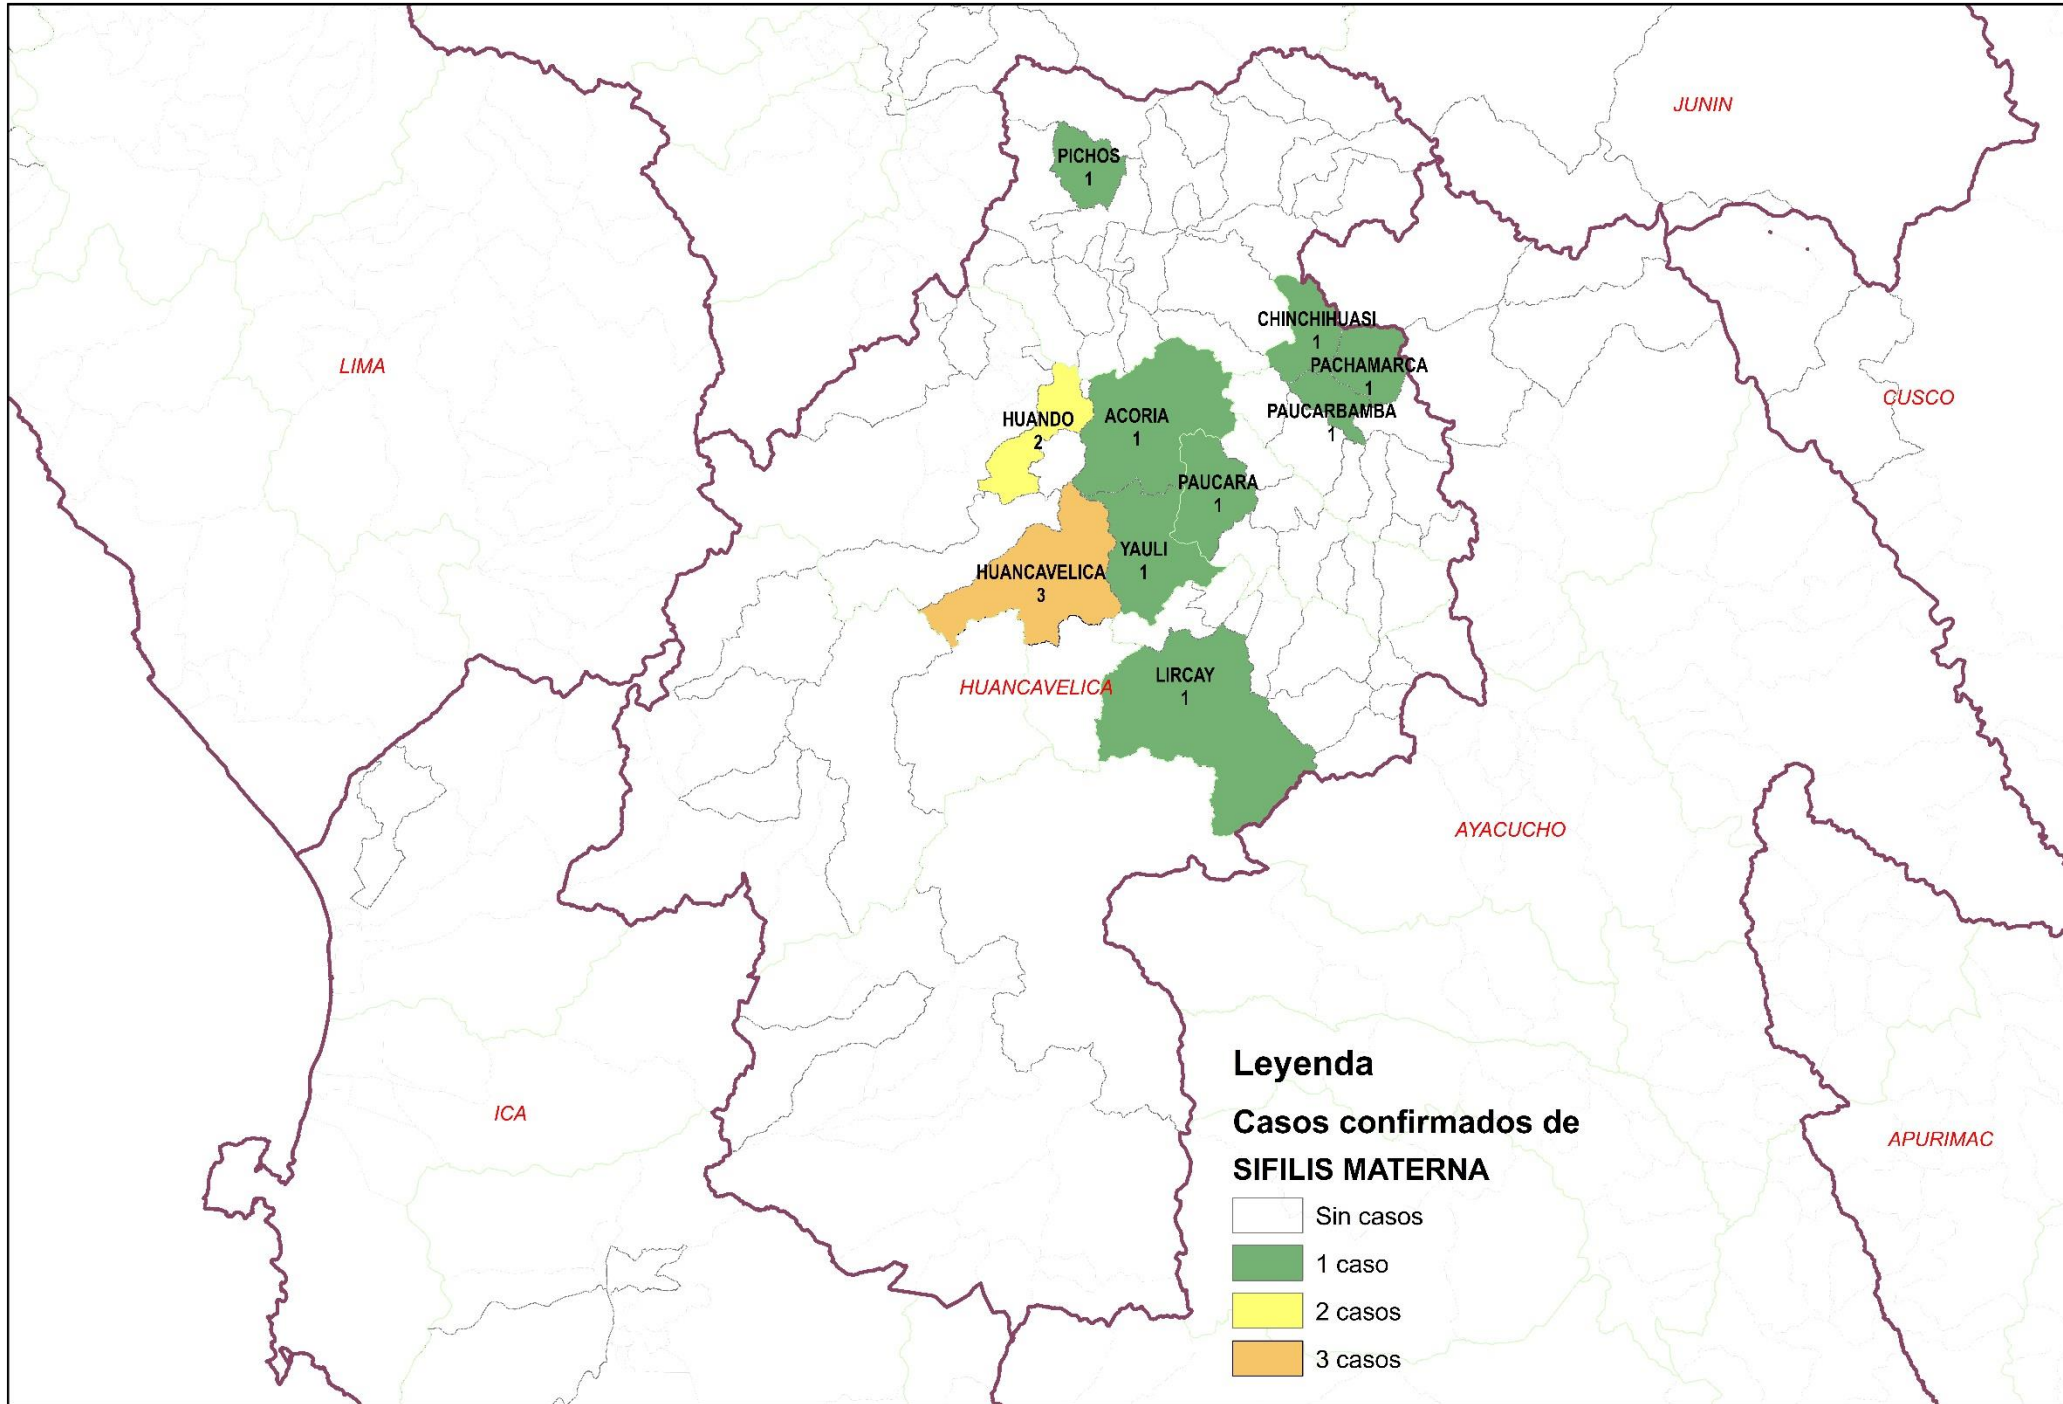 JUNIN
PICHOS
1
CHINCHIHUASI
1
LIMA
PACHAMARCA
1
CUSCO
HUANDO
2
ACORIA
1
PAUCARBAMBA
1
PAUCARA
1
YAULI
1
HUANCAVELICA
3
LIRCAY
1
HUANCAVELICA
AYACUCHO
ICA
APURIMAC
Leyenda
Casos confirmados de
SIFILIS MATERNA
Sin casos
1 caso
2 casos
3 casos